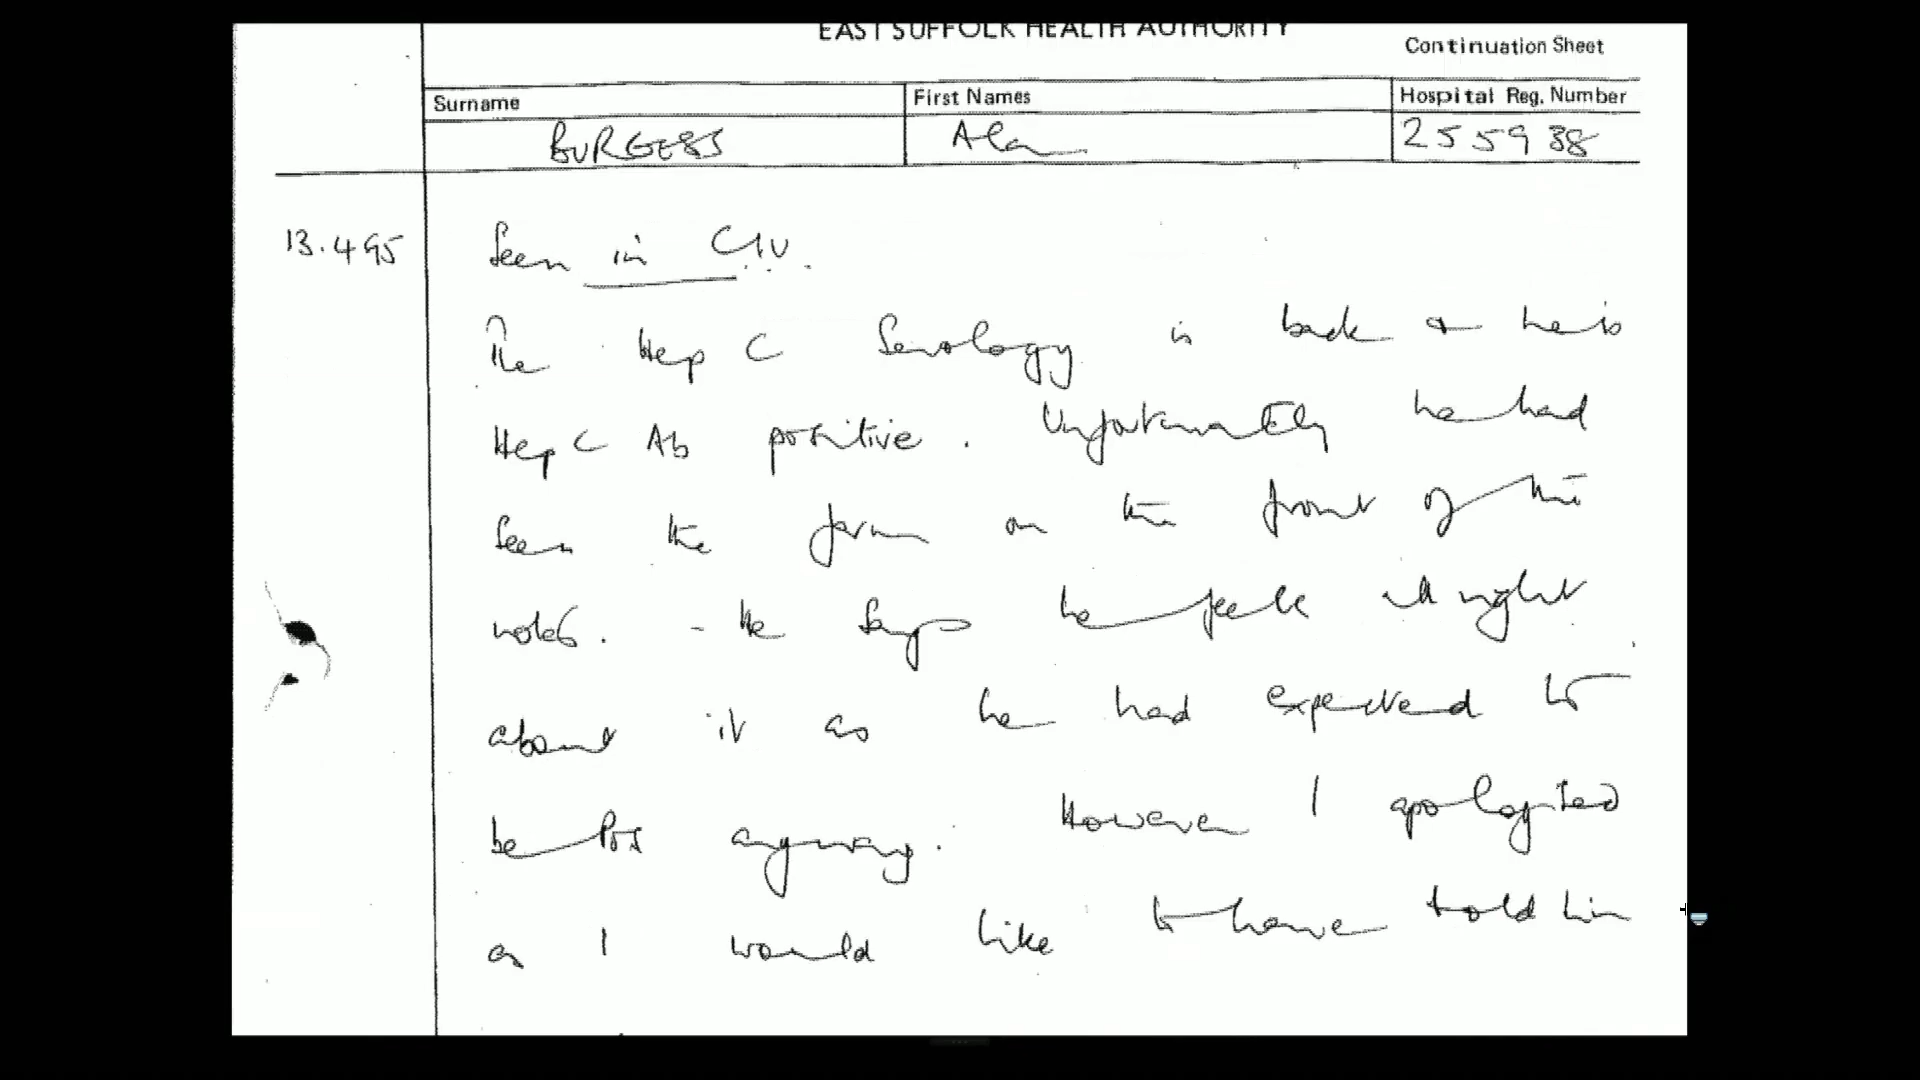 EAST SUFFOLK HEALTH AUTHORITY
Continuation Sheet
Surname First Names Hospital Reg. Number
BURGESS Alan 255938
13.4.95 Seen in
The Hep C Serology is back & he is
Hep C Ab positive. Unfortunately he had
seen the form on the front of the
notes. - He says he feels all right
about it as he had expected to
be pos anyway. However I apologised
as I would like to have told him